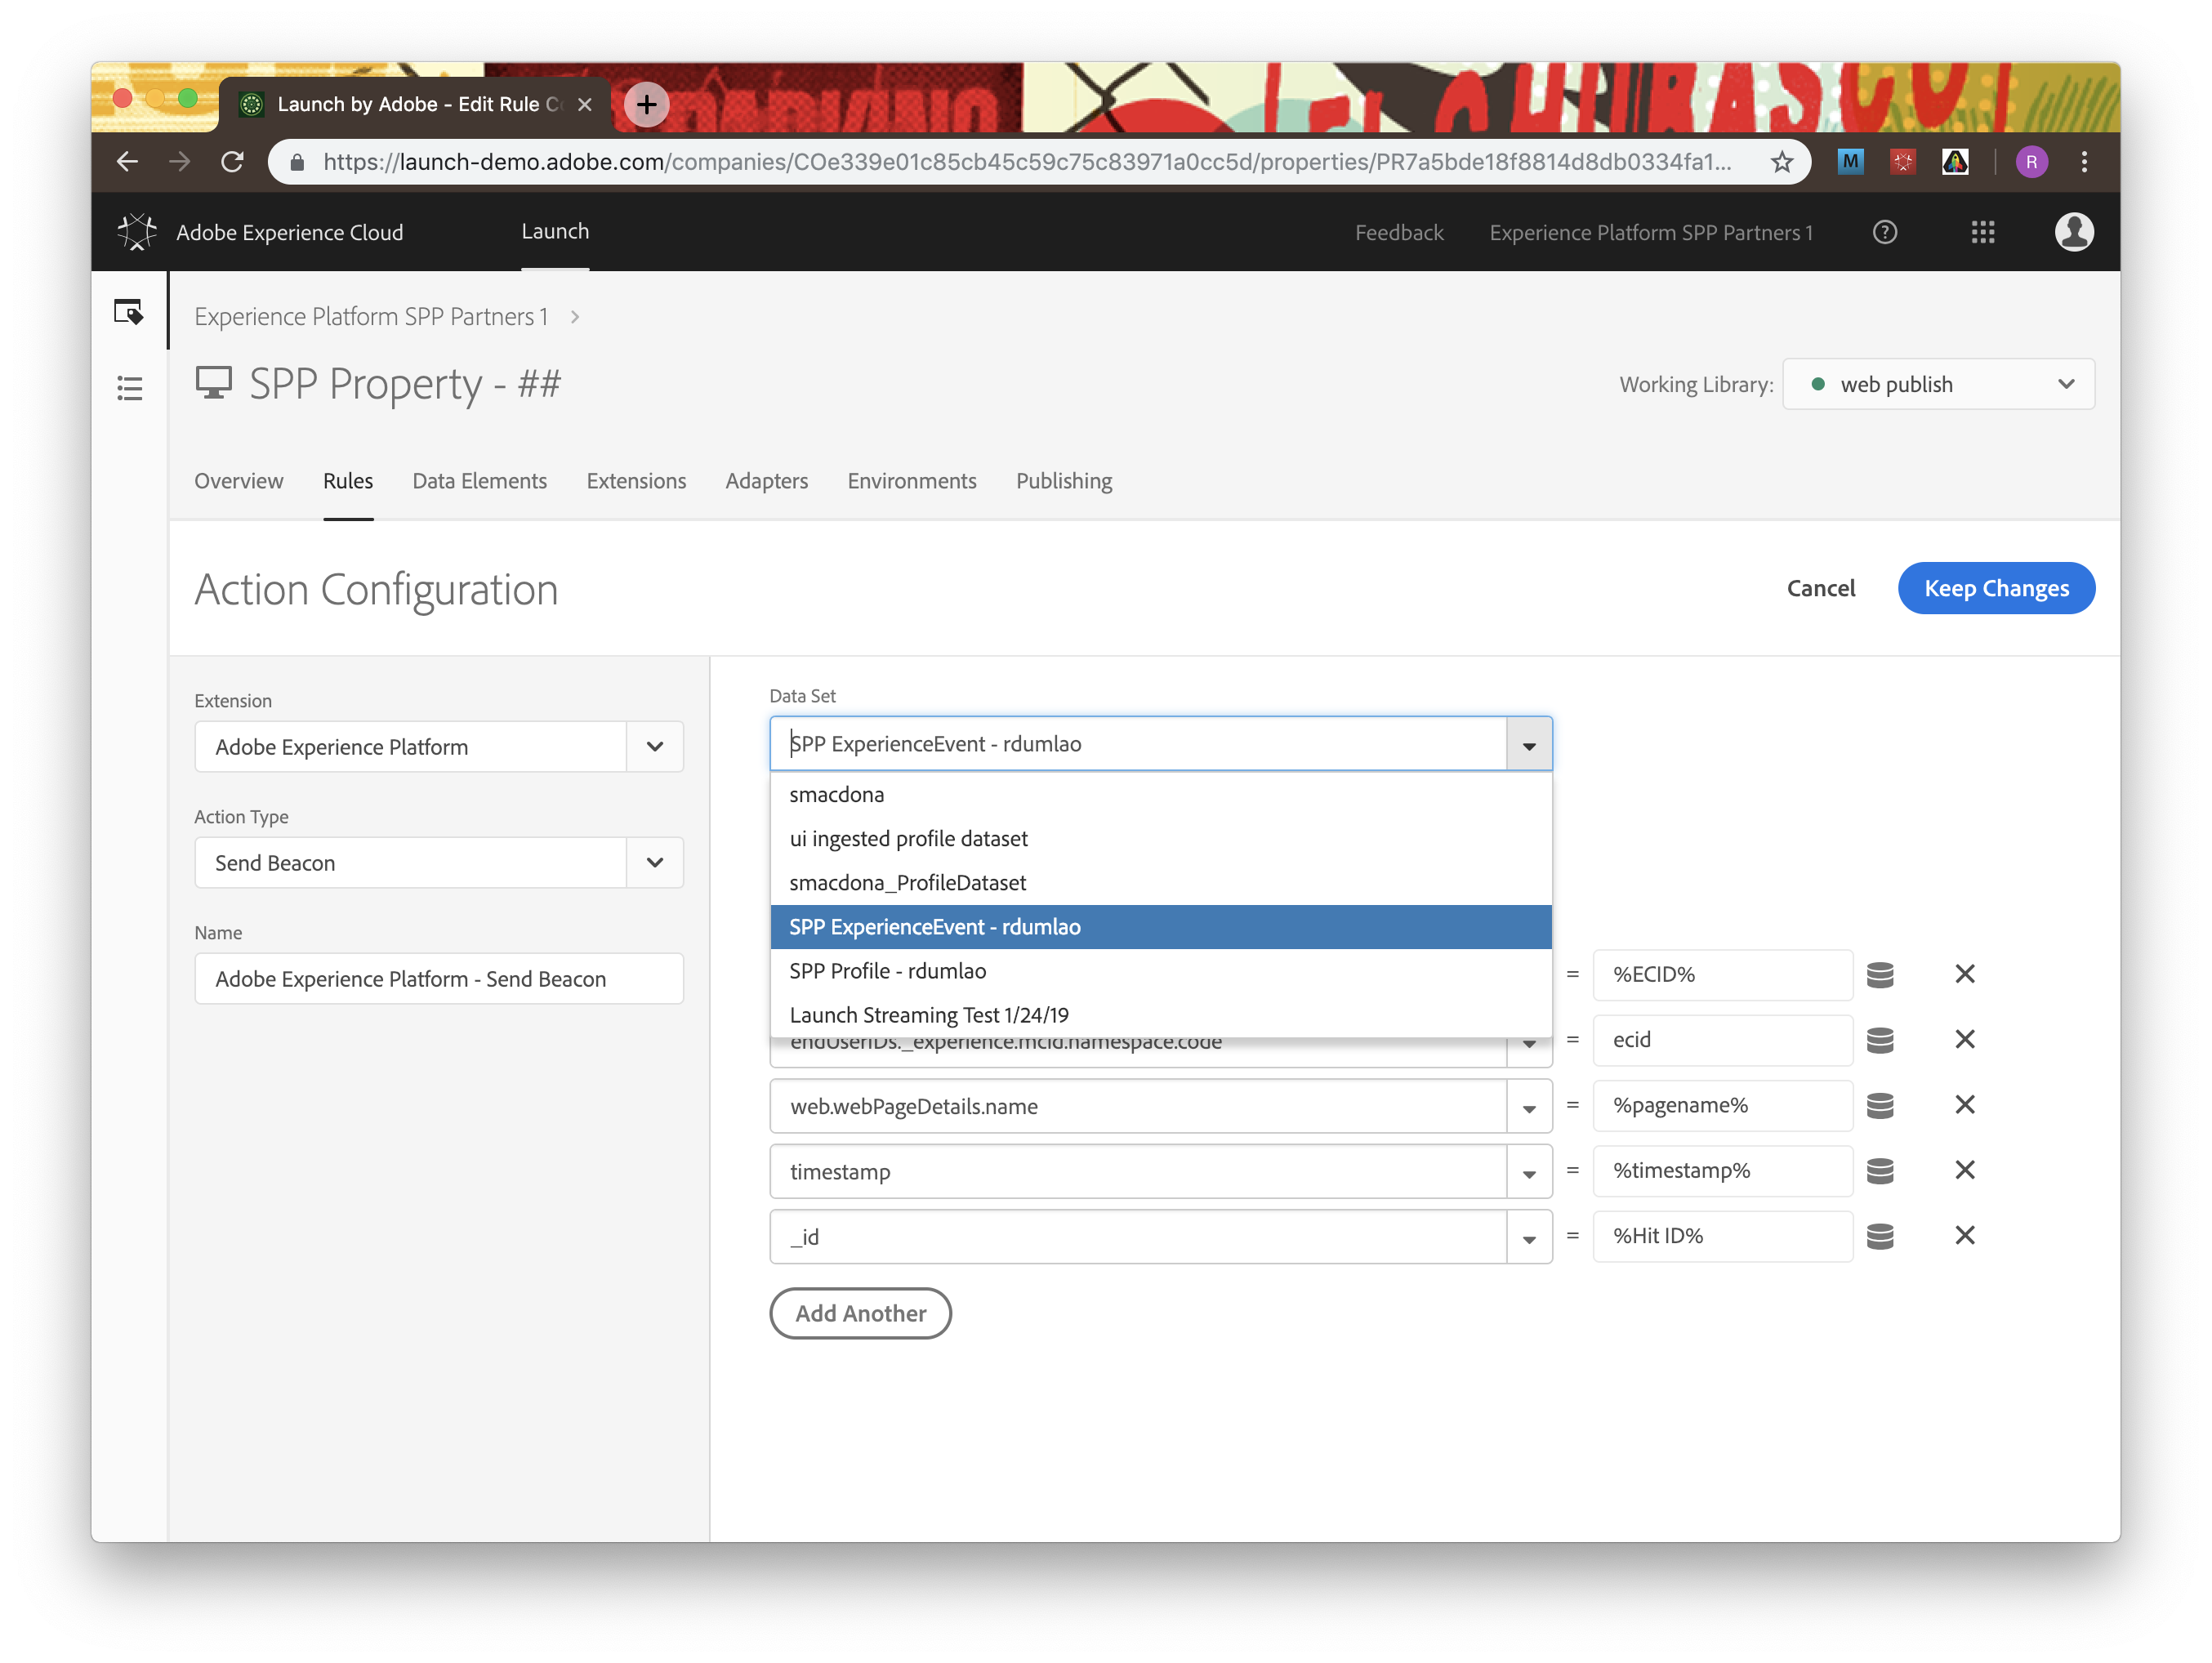 Launch by Adobe - Edit Rule C
https://launch-demo.adobe.com/companies/COe339e01c85cb45c59c75c83971a0cc5d/properties/PR7a5bde18f8814d8db0334fa1...
M
R
Adobe Experience Cloud
Launch
Feedback
Experience Platform SPP Partners 1
Experience Platform SPP Partners 1
SPP Property - ##
Working Library:
web publish
Overview
Rules
Data Elements
Extensions
Adapters
Environments
Publishing
Action Configuration
Cancel
Keep Changes
Extension
Adobe Experience Platform
Action Type
Send Beacon
Name
Adobe Experience Platform - Send Beacon
Data Set
SPP ExperienceEvent - rdumlao
smacdona
ui ingested profile dataset
smacdona_ProfileDataset
SPP ExperienceEvent - rdumlao
SPP Profile - rdumlao
Launch Streaming Test 1/24/19
= %ECID%
endUserIDs._experience.mcid.namespace.code = ecid
web.webPageDetails.name = %pagename%
timestamp = %timestamp%
_id = %Hit ID%
Add Another